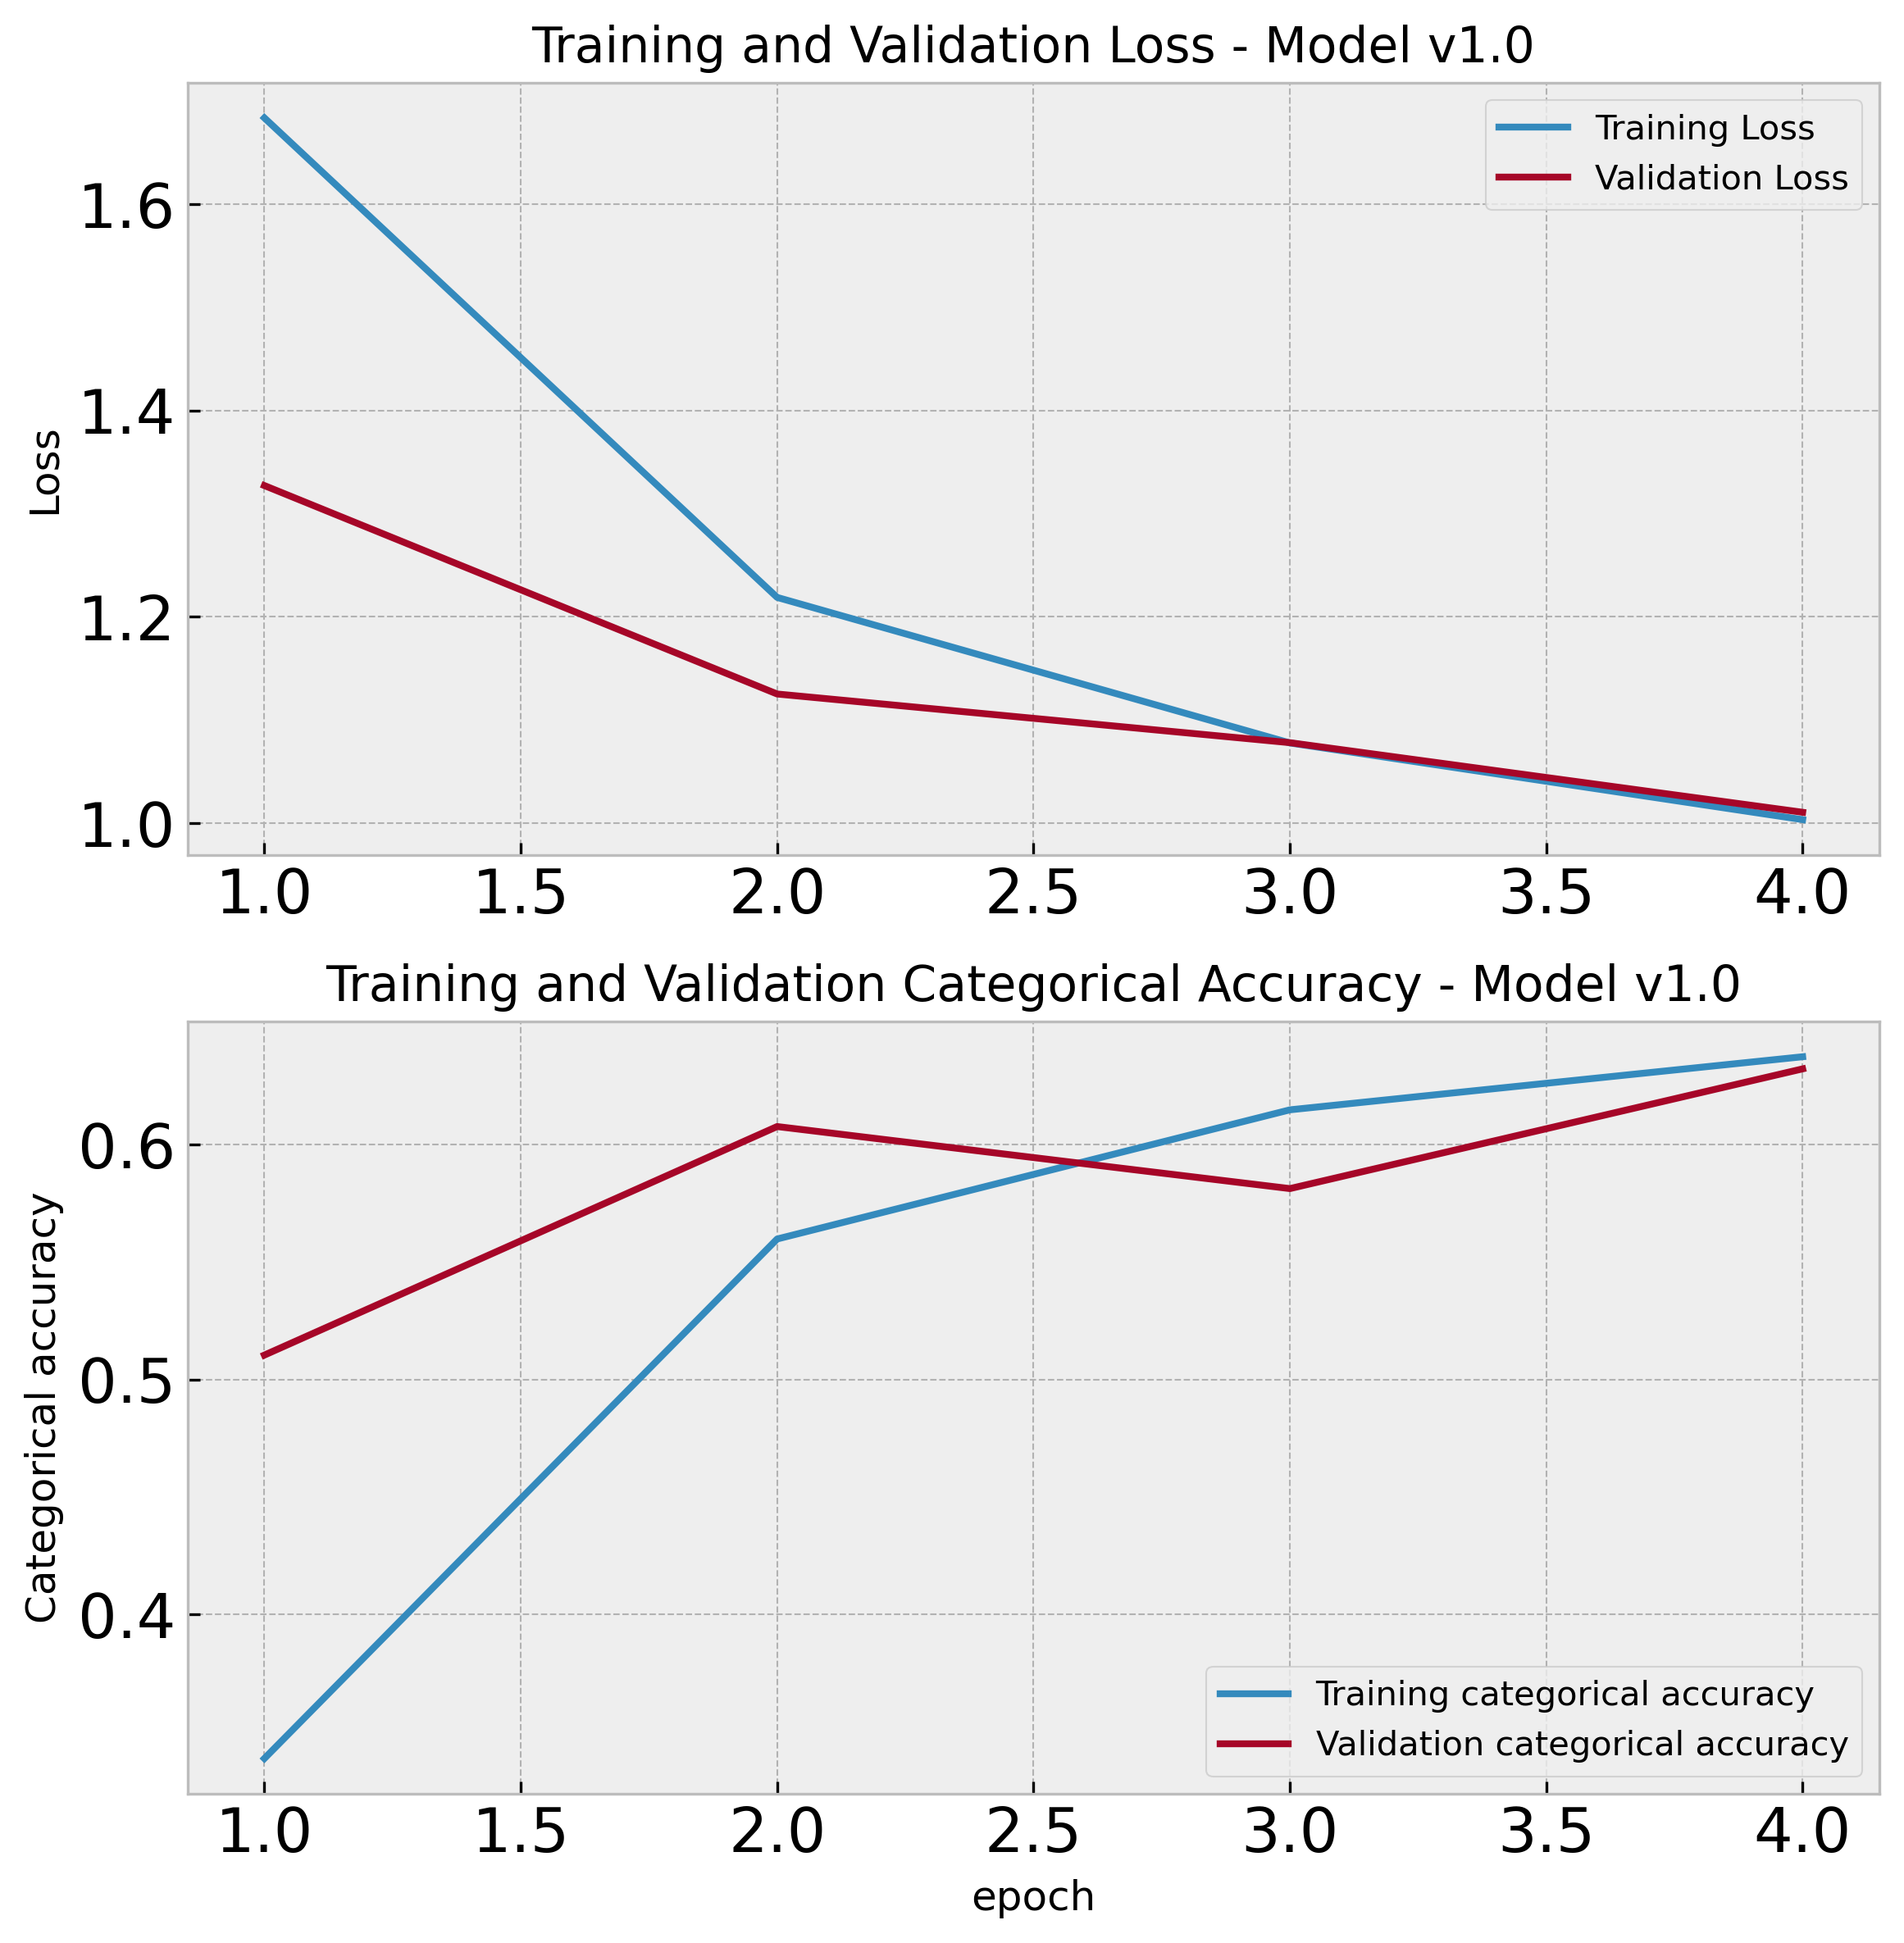 Training and Validation Loss - Model v1.0
Training Loss
Validation Loss
Loss
1.6
1.4
1.2
1.0
1.0 1.5 2.0 2.5 3.0 3.5 4.0
Training and Validation Categorical Accuracy - Model v1.0
Categorical accuracy
0.6
0.5
0.4
Training categorical accuracy
Validation categorical accuracy
1.0 1.5 2.0 2.5 3.0 3.5 4.0
epoch